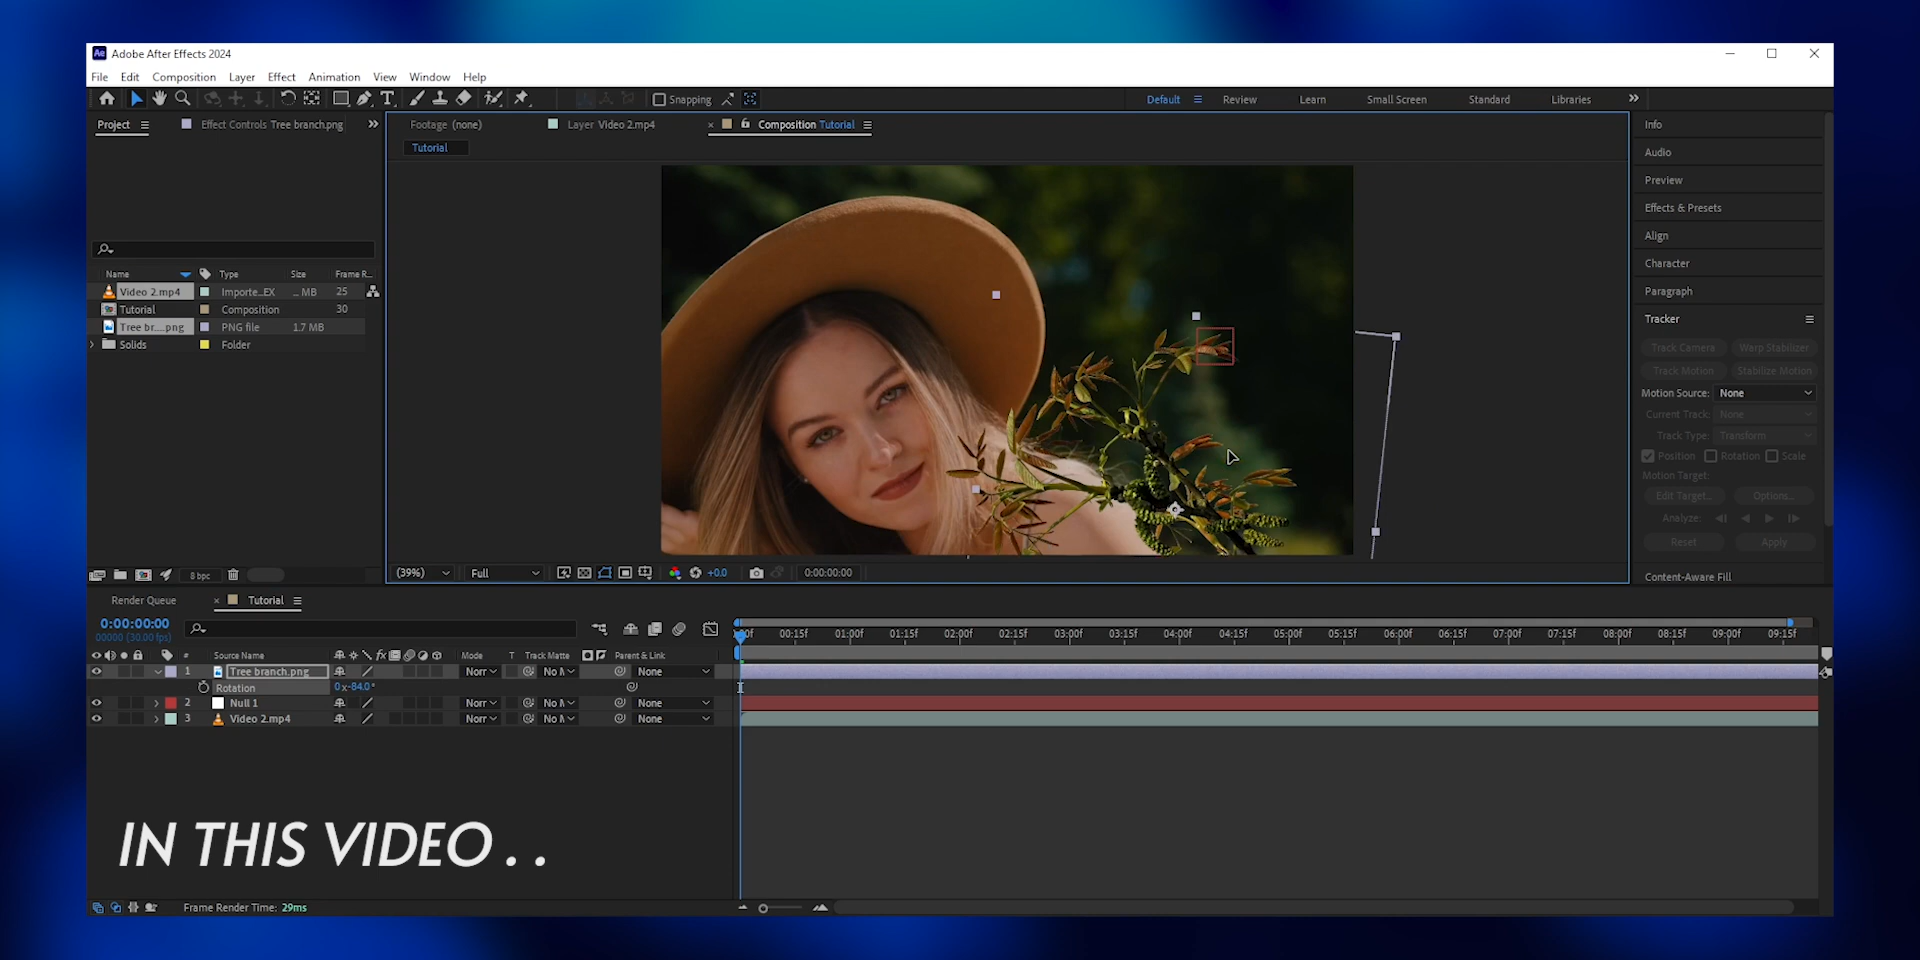 Ae Adobe After Effects 2024
File Edit Composition Layer Effect Animation View Window Help
Snapping Default Review Learn Small Screen Standard Libraries
Project Effect Controls Tree branch.png Footage (none) Layer Video 2.mp4 Composition Tutorial
Tutorial
Name Type Size Frame R...
Video 2.mp4 Importe...EX ... MB 25
Tutorial Composition 30
Tree br....png PNG file 1.7 MB
Solids Folder
8 bpc
(39%) Full +0.0 0:00:00:00
Info
Audio
Preview
Effects & Presets
Align
Character
Paragraph
Tracker
Track Camera Warp Stabilizer
Track Motion Stabilize Motion
Motion Source: None
Current Track: None
Track Type: Transform
Position Rotation Scale
Motion Target:
Edit Target... Options...
Analyze:
Reset Apply
Content-Aware Fill
Render Queue Tutorial
0:00:00:00
00000 (30.00 fps)
00:15f 01:00f 01:15f 02:00f 02:15f 03:00f 03:15f 04:00f 04:15f 05:00f 05:15f 06:00f 06:15f 07:00f 07:15f 08:00f 08:15f 09:00f 09:15f
# Source Name fx Mode T Track Matte Parent & Link
1 Tree branch.png Norr No None
Rotation 0x-84.0°
2 Null 1 Norr No None
3 Video 2.mp4 Norr No None
IN THIS VIDEO . .
Frame Render Time: 29ms